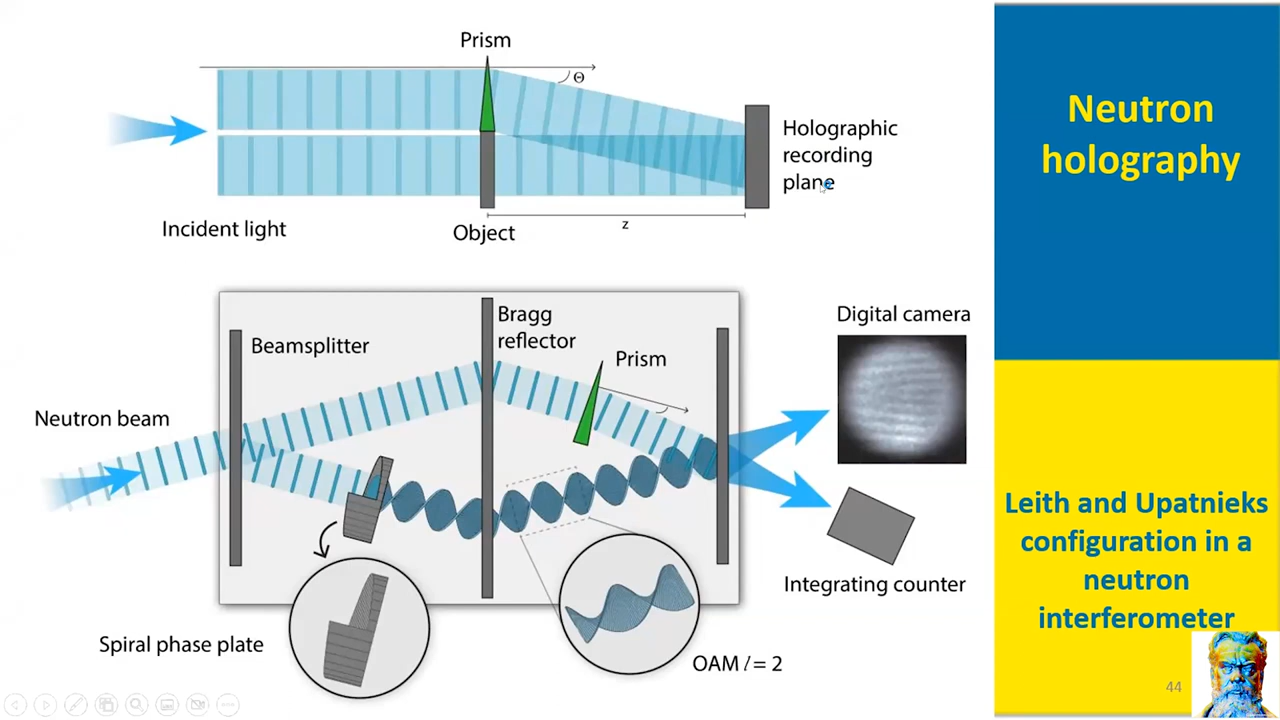 Prism
Θ
Holographic
recording
plane
Incident light
Object
z
Neutron
holography
Beamsplitter
Bragg
reflector
Prism
Digital camera
Neutron beam
Integrating counter
Spiral phase plate
OAM l = 2
Leith and Upatnieks
configuration in a
neutron
interferometer
44